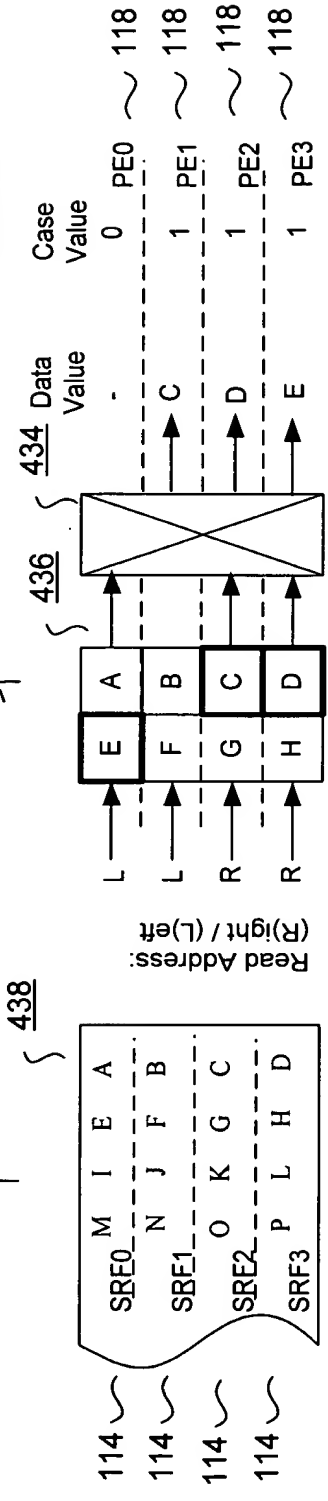 438
436
434
Data Value
Case Value
114 SRF0 M I E A
114 SRF1 N J F B
114 SRF2 O K G C
114 SRF3 P L H D
Read Address:
(R)ight / (L)eft
L E A - 0 PE0 118
L F B C 1 PE1 118
R G C D 1 PE2 118
R H D E 1 PE3 118